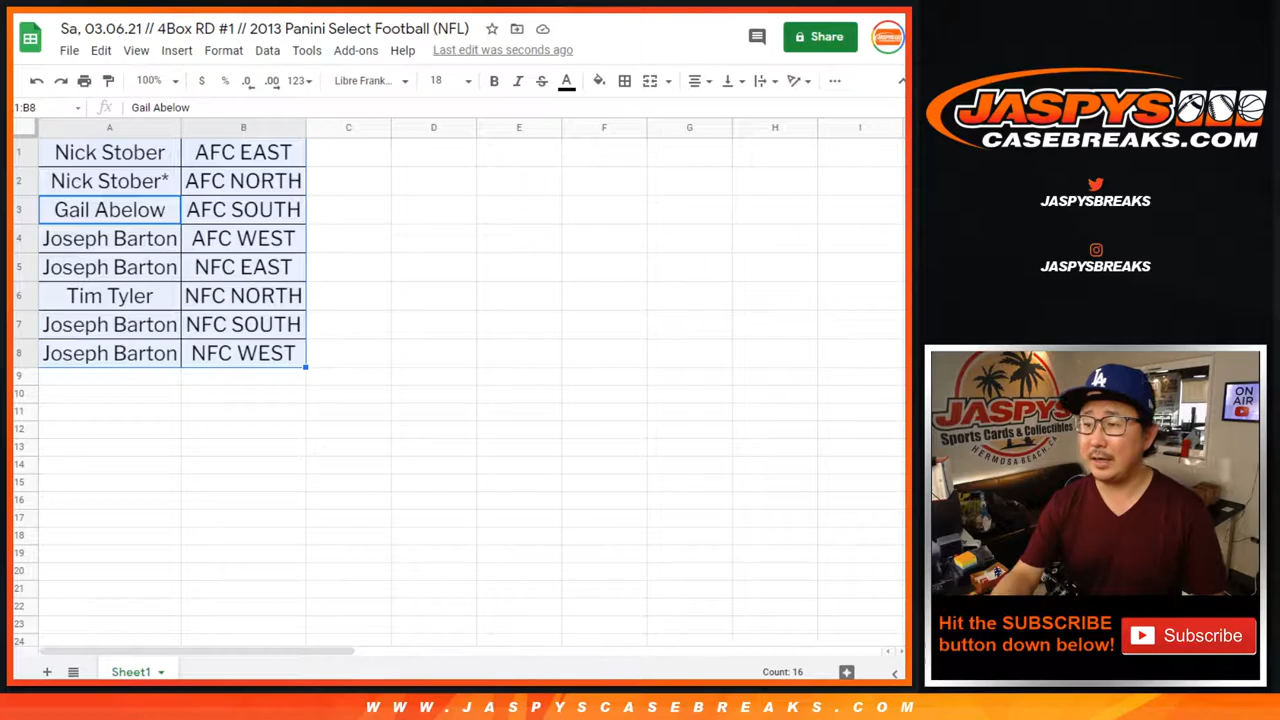 Sa, 03.06.21 // 4Box RD #1 // 2013 Panini Select Football (NFL)
File Edit View Insert Format Data Tools Add-ons Help Last edit was seconds ago
Share
100% $ % .0 .00 123 Libre Frank... 18 B I S A
1:B8 fx Gail Abelow
A B C D E F G H I
1 Nick Stober AFC EAST
2 Nick Stober* AFC NORTH
3 Gail Abelow AFC SOUTH
4 Joseph Barton AFC WEST
5 Joseph Barton NFC EAST
6 Tim Tyler NFC NORTH
7 Joseph Barton NFC SOUTH
8 Joseph Barton NFC WEST
9
10
11
12
13
14
15
16
17
18
19
20
21
22
23
24
Sheet1
Count: 16
JASPYS
CASEBREAKS.COM
JASPYSBREAKS
JASPYSBREAKS
JASPYS
Sports Cards & Collectibles
HERMOSA BEACH, CA
LA
ON
AIR
Hit the SUBSCRIBE
button down below!
Subscribe
WWW.JASPYSCASEBREAKS.COM